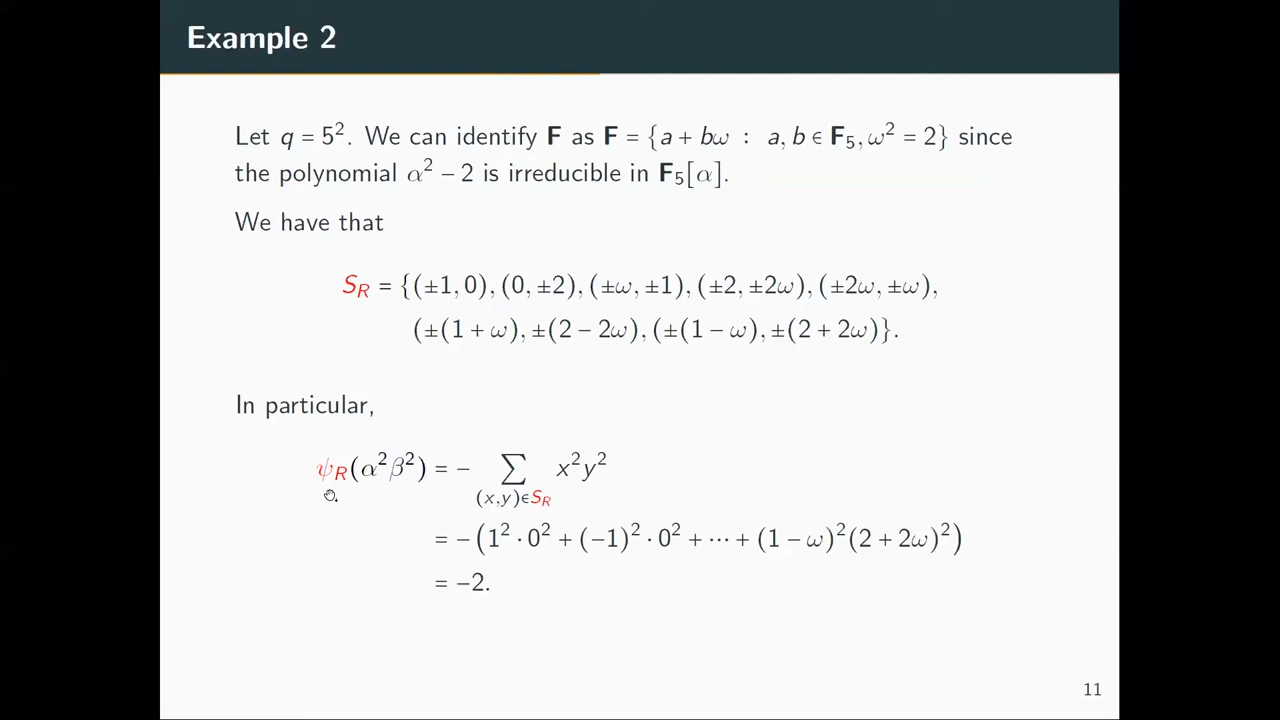 Example 2
Let q = 5² . We can identify F as F = {a + bω : a, b ∈ F₅, ω² = 2} since
the polynomial α² − 2 is irreducible in F₅[α].
We have that
S_R = {(±1, 0), (0, ±2), (±ω, ±1), (±2, ±2ω), (±2ω, ±ω),
(±(1 + ω), ±(2 − 2ω), (±(1 − ω), ±(2 + 2ω)}.
In particular,
ψ_R(α²β²) = − ∑_{(x,y)∈S_R} x²y²
= −(1² · 0² + (−1)² · 0² + ⋯ + (1 − ω)²(2 + 2ω)²)
= −2.
11